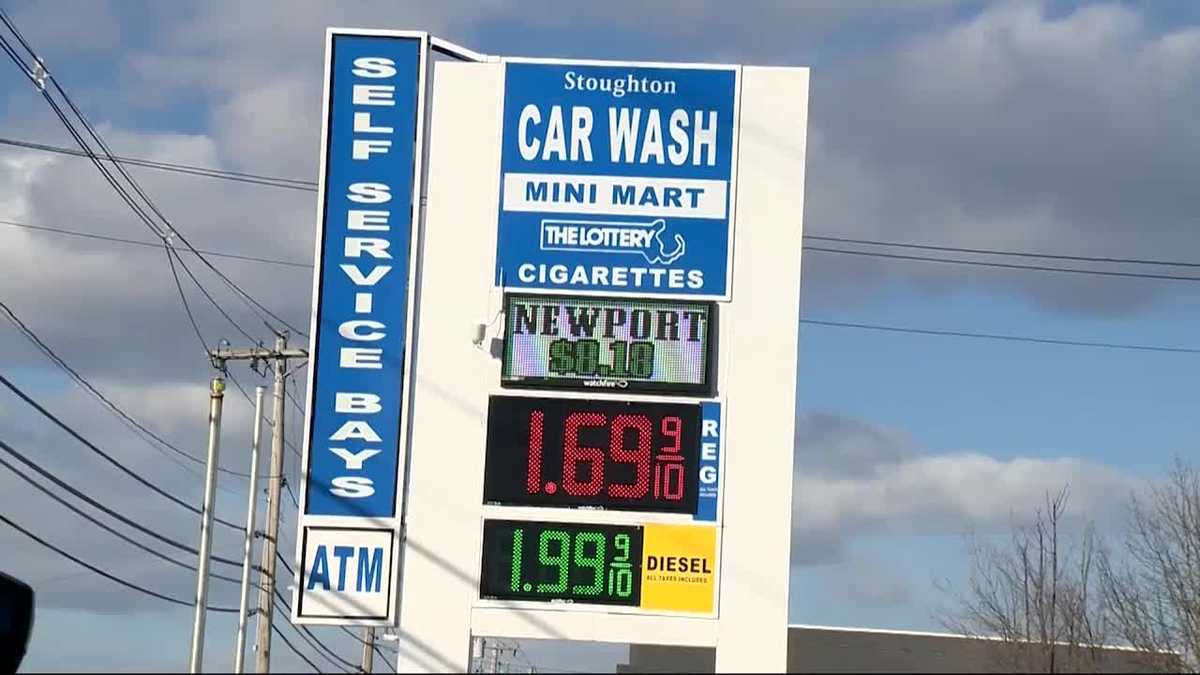 SELF SERVICE BAYS
ATM
Stoughton
CAR WASH
MINI MART
THE LOTTERY
CIGARETTES
NEWPORT
$8.18
watchfire
1.69 9/10
REG
1.99 9/10
DIESEL
ALL TAXES INCLUDED